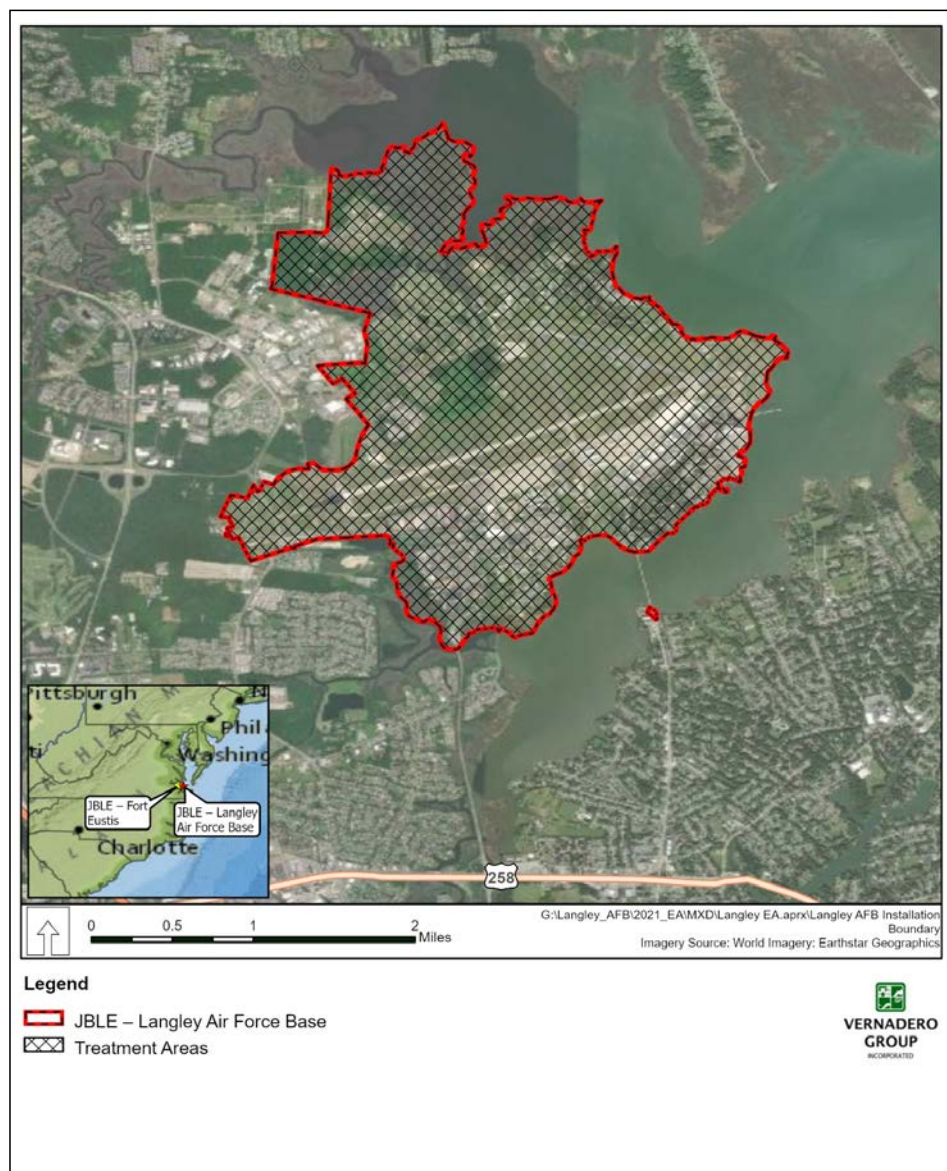 ittsburgh
N
M
Phil
CHIAN
Washing
JBLE – Fort
Eustis
JBLE – Langley
Air Force Base
Charlotte
258
0 0.5 1 2
Miles
G:\Langley_AFB\2021_EA\MXD\Langley EA.aprx\Langley AFB Installation
Boundary
Imagery Source: World Imagery: Earthstar Geographics
Legend
JBLE – Langley Air Force Base
Treatment Areas
VERNADERO
GROUP
INCORPORATED